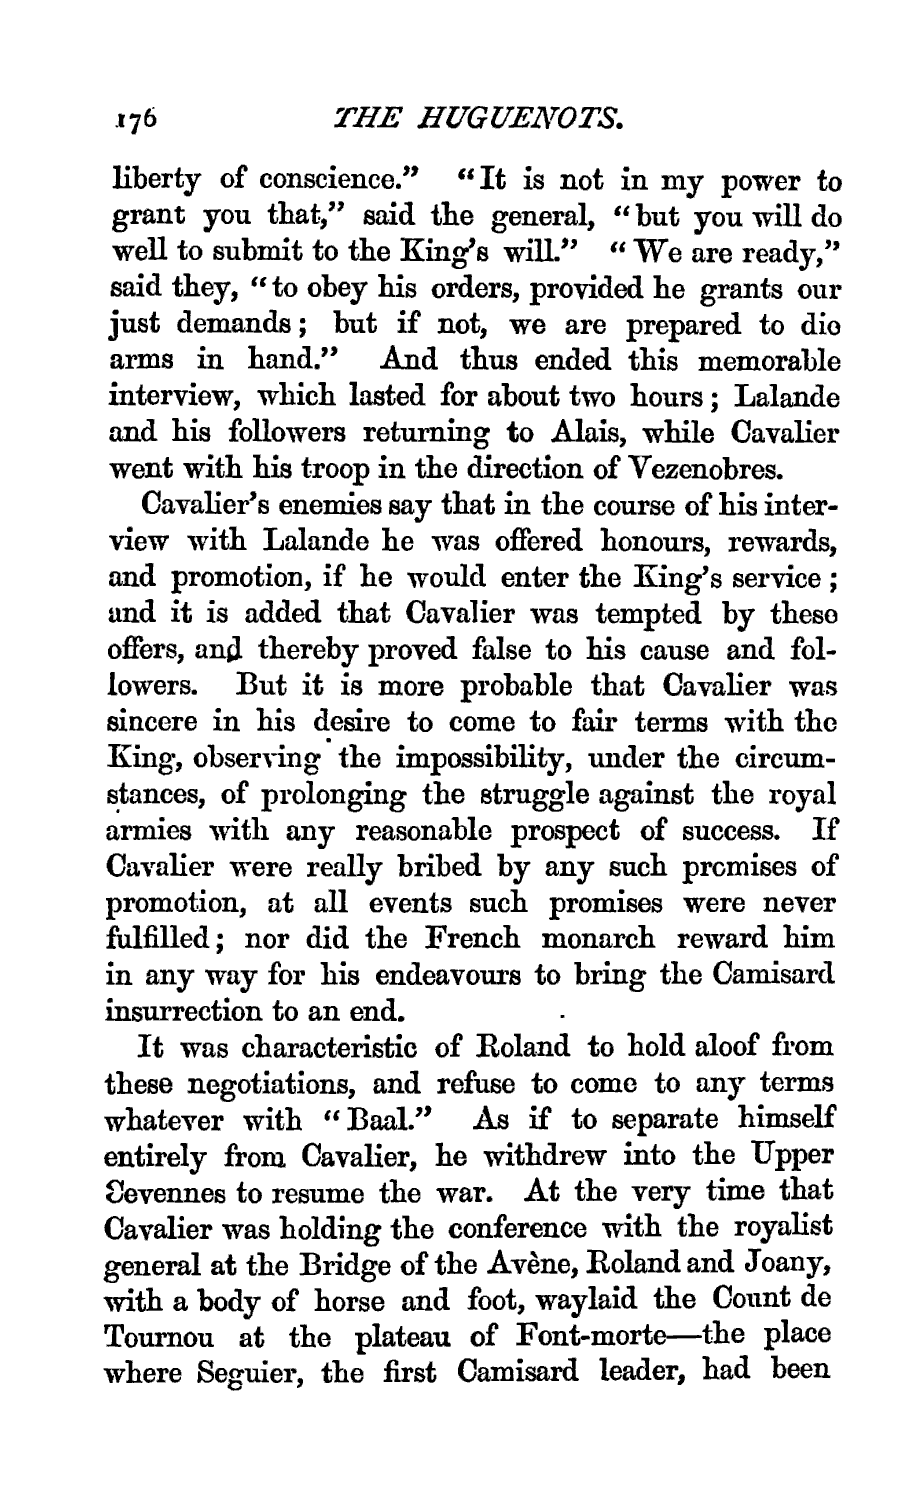 176 THE HUGUENOTS.
liberty of conscience." "It is not in my power to
grant you that," said the general, "but you will do
well to submit to the King's will." "We are ready,"
said they, "to obey his orders, provided he grants our
just demands; but if not, we are prepared to die
arms in hand." And thus ended this memorable
interview, which lasted for about two hours; Lalande
and his followers returning to Alais, while Cavalier
went with his troop in the direction of Vezenobres.
Cavalier's enemies say that in the course of his inter-
view with Lalande he was offered honours, rewards,
and promotion, if he would enter the King's service;
and it is added that Cavalier was tempted by these
offers, and thereby proved false to his cause and fol-
lowers. But it is more probable that Cavalier was
sincere in his desire to come to fair terms with the
King, observing the impossibility, under the circum-
stances, of prolonging the struggle against the royal
armies with any reasonable prospect of success. If
Cavalier were really bribed by any such promises of
promotion, at all events such promises were never
fulfilled; nor did the French monarch reward him
in any way for his endeavours to bring the Camisard
insurrection to an end.
It was characteristic of Roland to hold aloof from
these negotiations, and refuse to come to any terms
whatever with "Baal." As if to separate himself
entirely from Cavalier, he withdrew into the Upper
Cevennes to resume the war. At the very time that
Cavalier was holding the conference with the royalist
general at the Bridge of the Avène, Roland and Joany,
with a body of horse and foot, waylaid the Count de
Tournou at the plateau of Font-morte—the place
where Seguier, the first Camisard leader, had been